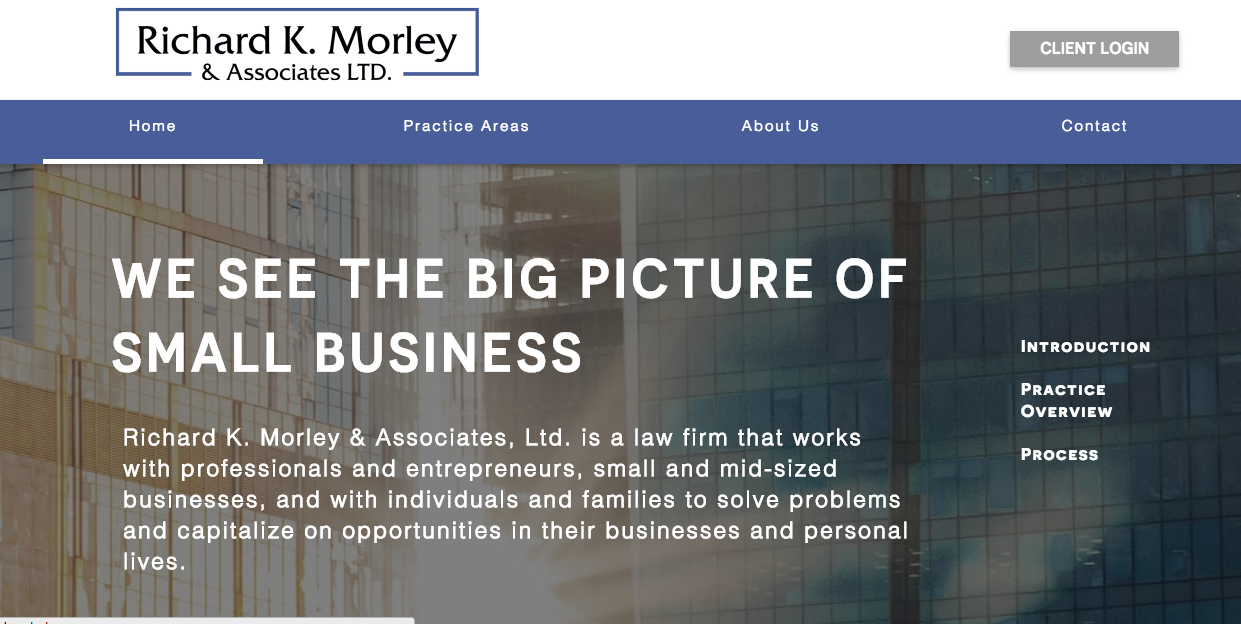 Richard K. Morley
& Associates LTD.
CLIENT LOGIN
Home
Practice Areas
About Us
Contact
WE SEE THE BIG PICTURE OF
SMALL BUSINESS
Richard K. Morley & Associates, Ltd. is a law firm that works
with professionals and entrepreneurs, small and mid-sized
businesses, and with individuals and families to solve problems
and capitalize on opportunities in their businesses and personal
lives.
INTRODUCTION
PRACTICE
OVERVIEW
PROCESS